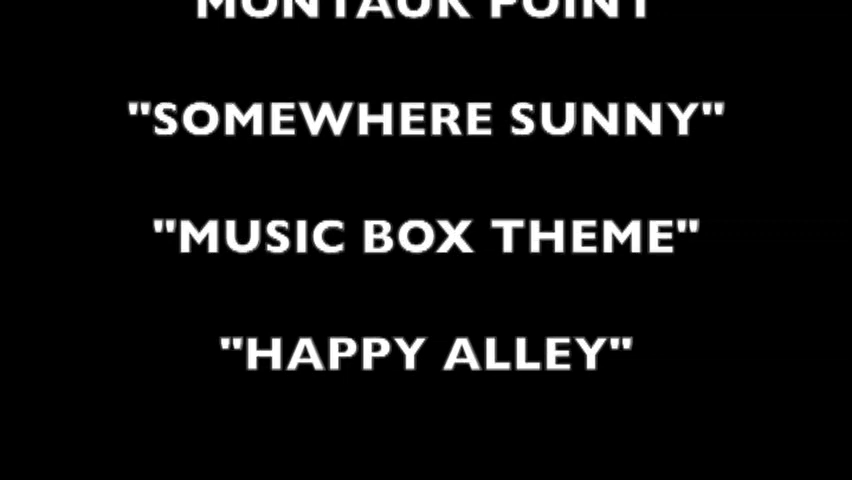 MONTAUK POINT
"SOMEWHERE SUNNY"
"MUSIC BOX THEME"
"HAPPY ALLEY"